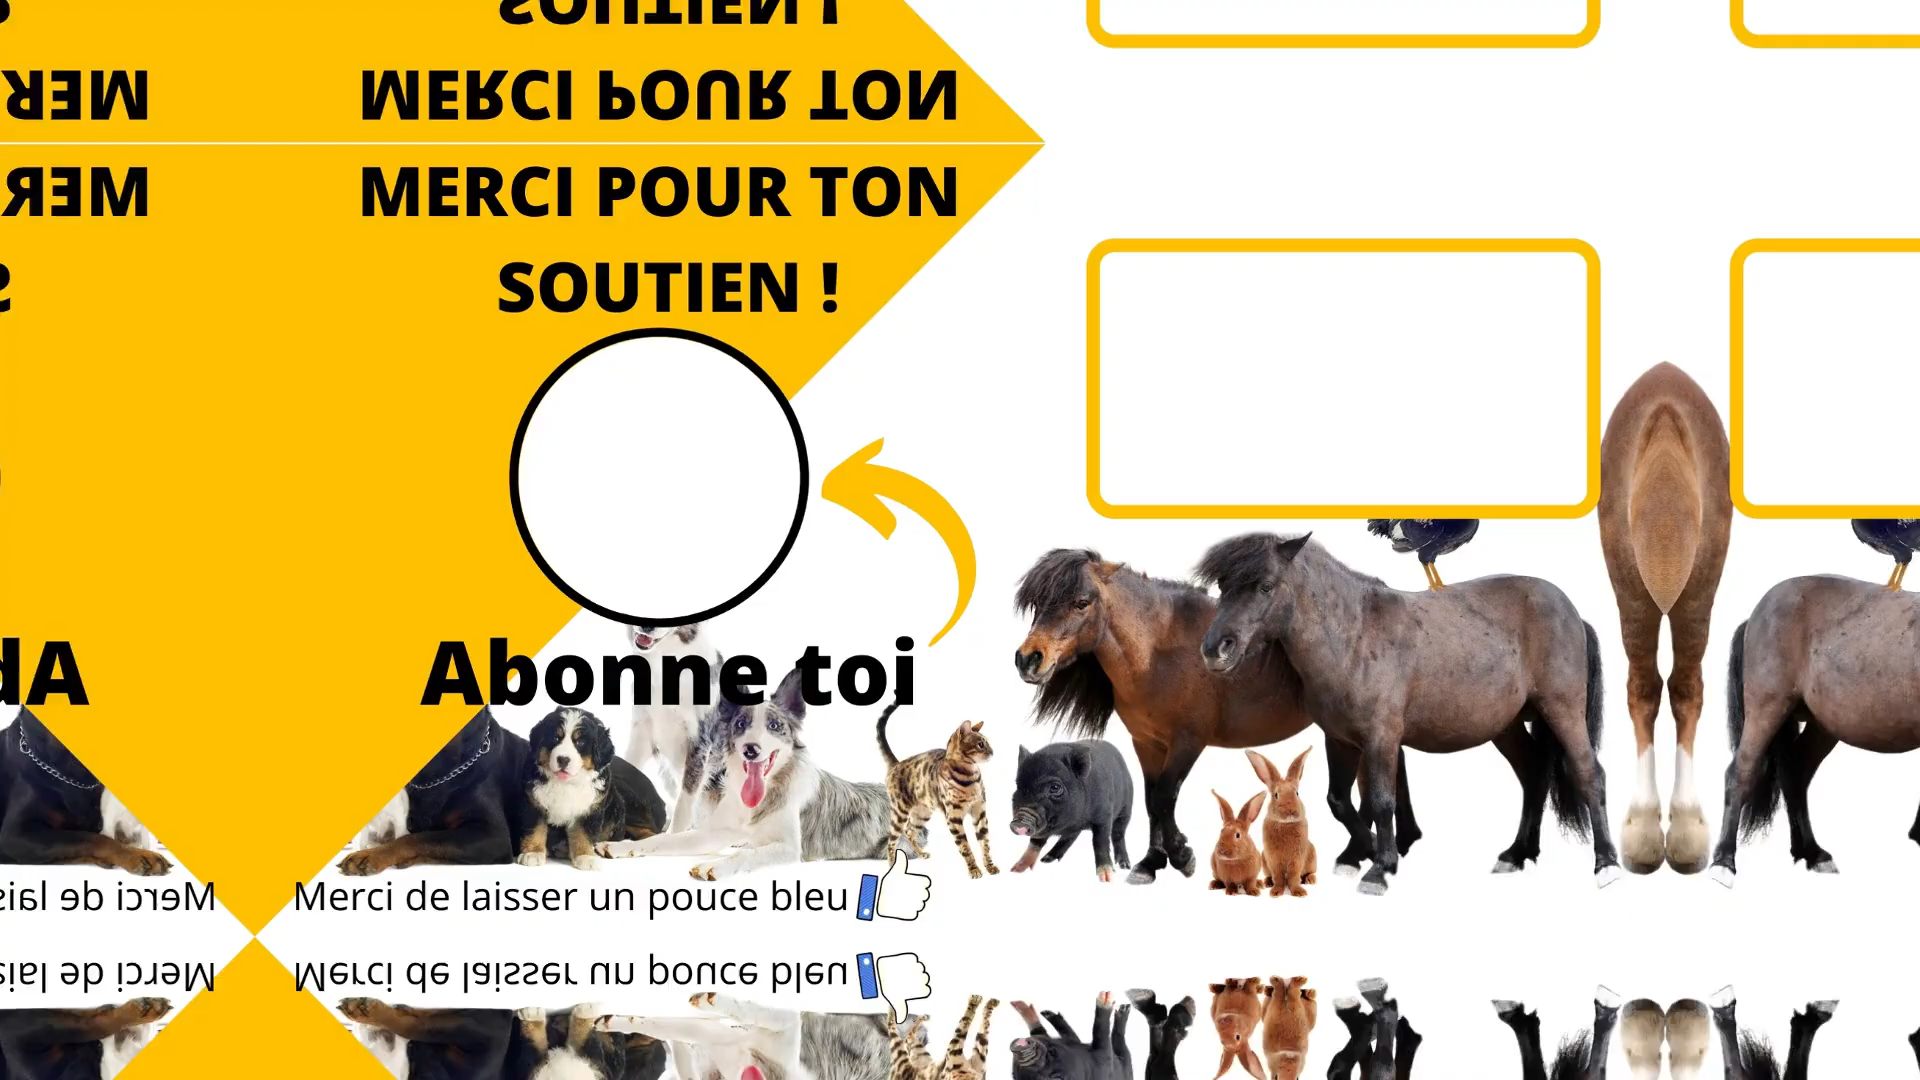 SOUTIEN !
MERCI POUR TON
MERCI POUR TON
SOUTIEN !
Abonne toi
Merci de laisser un pouce bleu
Merci de laisser un pouce bleu